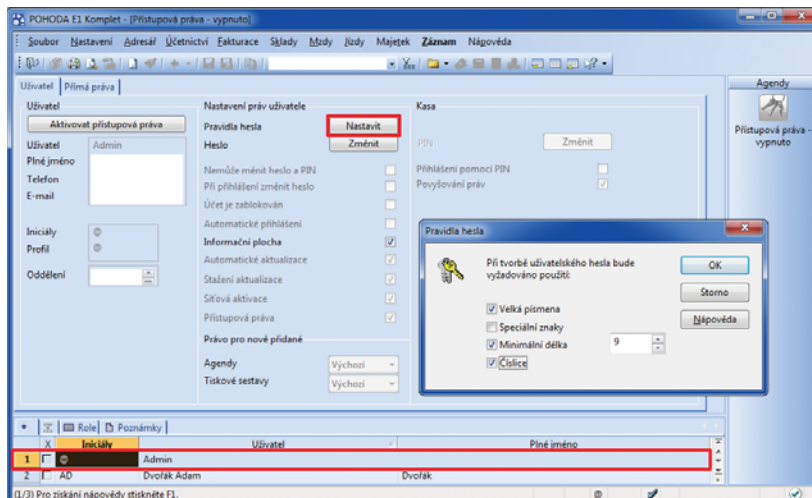 POHODA E1 Komplet - [Přístupová práva - vypnuto]
Soubor Nastavení Adresář Účetnictví Fakturace Sklady Mzdy Jízdy Majetek Záznam Nápověda
Uživatel Přímá práva
Uživatel
Aktivovat přístupová práva
Uživatel Admin
Plné jméno
Telefon
E-mail
Iniciály @
Profil @
Oddělení
Nastavení práv uživatele
Pravidla hesla Nastavit
Heslo Změnit
Nemůže měnit heslo a PIN
Při přihlášení změnit heslo
Účet je zablokován
Automatické přihlášení
Informační plocha
Automatické aktualizace
Stažení aktualizace
Síťová aktivace
Přístupová práva
Právo pro nově přidané
Agendy Výchozí
Tiskové sestavy Výchozí
Kasa
PIN Změnit
Přihlášení pomocí PIN
Povyšování práv
Agendy
Přístupová práva -
vypnuto
Pravidla hesla
Při tvorbě uživatelského hesla bude
vyžadováno použití:
Velká písmena
Speciální znaky
Minimální délka 9
Číslice
OK
Storno
Nápověda
* Role Poznámky
X Iniciály Uživatel Plné jméno
1 @ Admin
2 AD Dvořák Adam Dvořák
(1/3) Pro získání nápovědy stiskněte F1. @